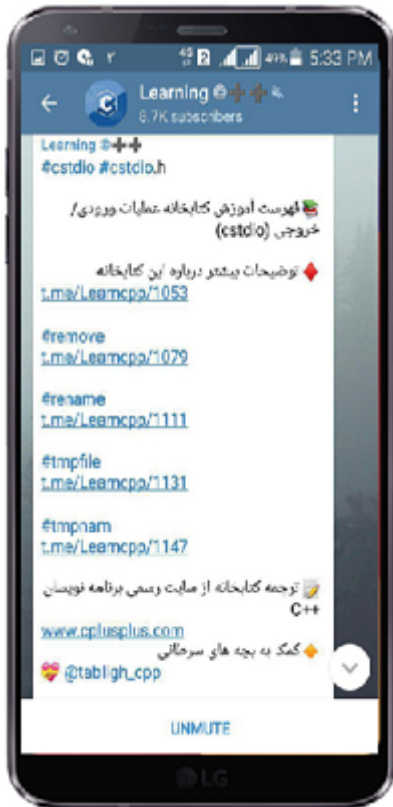 49% 5:33 PM
Learning ©➕➕
8.7K subscribers
Learning ©➕➕
#cstdio #cstdio.h
📚فهرست آموزش کتابخانه عملیات ورودی/
خروجی (cstdio)
♦️ توضیحات بیشتر درباره این کتابخانه
t.me/Learncpp/1053
#remove
t.me/Learncpp/1079
#rename
t.me/Learncpp/1111
#tmpfile
t.me/Learncpp/1131
#tmpnam
t.me/Learncpp/1147
📝 ترجمه کتابخانه از سایت رسمی برنامه نویسان
C++
www.cplusplus.com
🔸کمک به بچه های سرطانی
💝 @tabligh_cpp
UNMUTE
LG